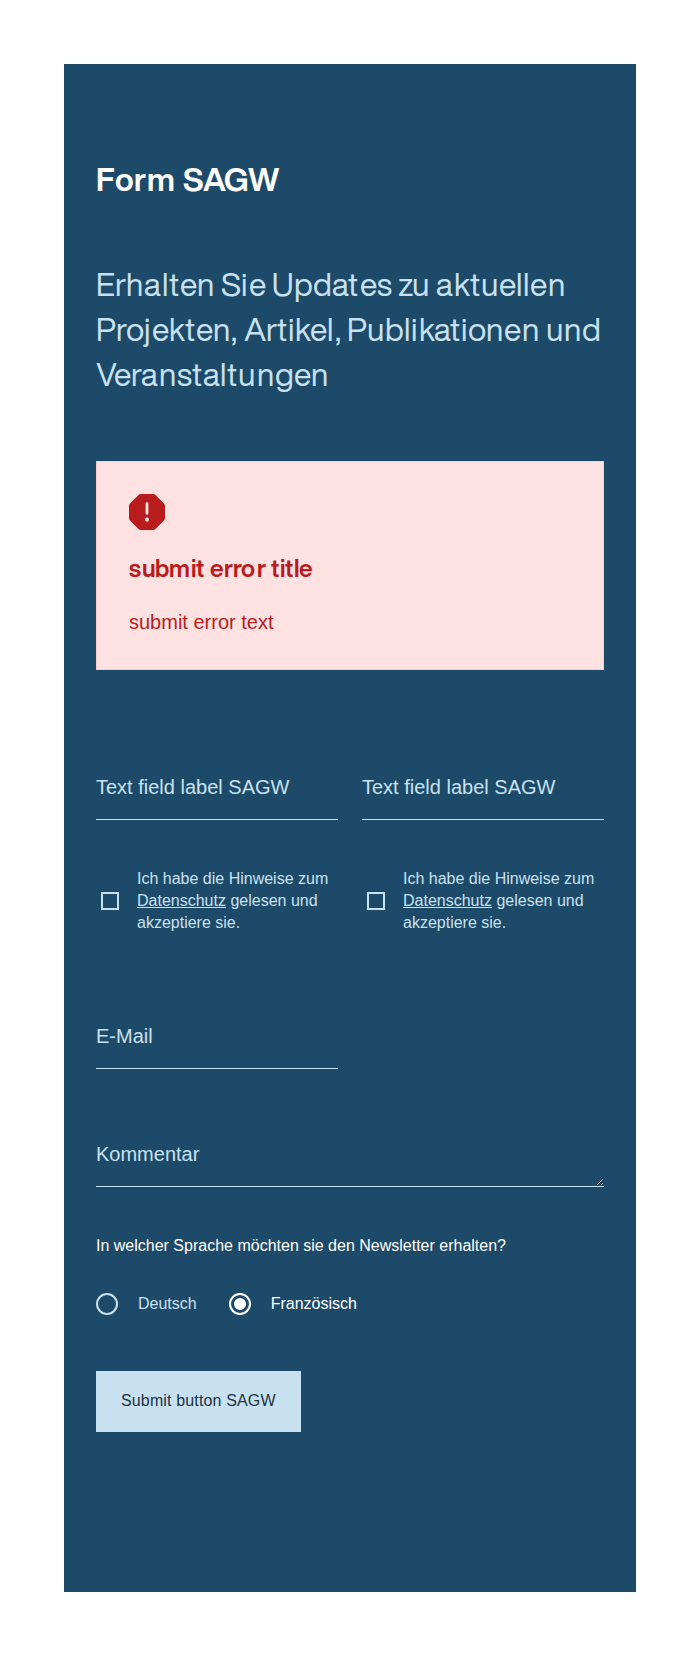 Form SAGW
Erhalten Sie Updates zu aktuellen
Projekten, Artikel, Publikationen und
Veranstaltungen
submit error title
submit error text
Text field label SAGW
Text field label SAGW
Ich habe die Hinweise zum
Datenschutz gelesen und
akzeptiere sie.
Ich habe die Hinweise zum
Datenschutz gelesen und
akzeptiere sie.
E-Mail
Kommentar
In welcher Sprache möchten sie den Newsletter erhalten?
Deutsch
Französisch
Submit button SAGW